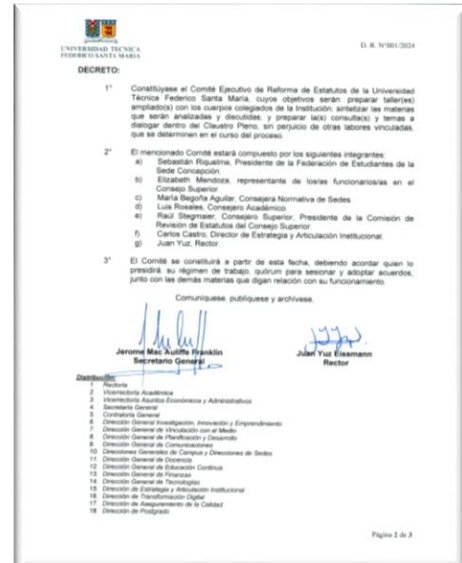 UNIVERSIDAD TECNICA
FEDERICO SANTA MARIA
D. R. N°001/2024
DECRETO:
1° Constitúyase el Comité Ejecutivo de Reforma de Estatutos de la Universidad
Técnica Federico Santa María, cuyos objetivos serán: preparar taller(es)
ampliado(s) con los cuerpos colegiados de la Institución; sintetizar las materias
que serán analizadas y discutidas; y preparar la(s) consulta(s) y temas a
dialogar dentro del Claustro Pleno, sin perjuicio de otras labores vinculadas,
que se determinen en el curso del proceso.
2° El mencionado Comité estará compuesto por los siguientes integrantes:
a) Sebastián Riquelme, Presidente de la Federación de Estudiantes de la
Sede Concepción.
b) Elizabeth Mendoza, representante de los/as funcionarios/as en el
Consejo Superior.
c) María Begoña Aguilar, Consejera Normativa de Sedes.
d) Luis Rosales, Consejero Académico.
e) Raúl Stegmaier, Consejero Superior, Presidente de la Comisión de
Revisión de Estatutos del Consejo Superior.
f) Carlos Castro, Director de Estrategia y Articulación Institucional.
g) Juan Yuz, Rector.
3° El Comité se constituirá a partir de esta fecha, debiendo acordar quien lo
presidirá, su régimen de trabajo, quórum para sesionar y adoptar acuerdos,
junto con las demás materias que digan relación con su funcionamiento.
Comuníquese, publíquese y archívese.
Jerome Mac Auliffe Franklin
Secretario General
Juan Yuz Eissmann
Rector
Distribución:
1 Rectoría
2 Vicerrectoría Académica
3 Vicerrectoría Asuntos Económicos y Administrativos
4 Secretaría General
5 Contraloría General
6 Dirección General Investigación, Innovación y Emprendimiento
7 Dirección General de Vinculación con el Medio
8 Dirección General de Planificación y Desarrollo
9 Dirección General de Comunicaciones
10 Direcciones Generales de Campus y Direcciones de Sedes
11 Dirección General de Docencia
12 Dirección General de Educación Continua
13 Dirección General de Finanzas
14 Dirección General de Tecnologías
15 Dirección de Estrategia y Articulación Institucional
16 Dirección de Transformación Digital
17 Dirección de Aseguramiento de la Calidad
18 Dirección de Postgrado
Página 2 de 3